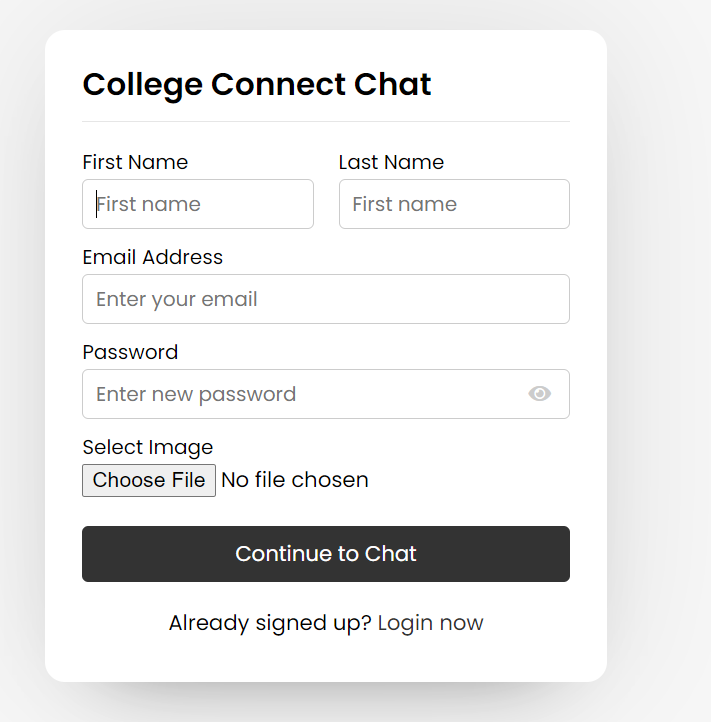 College Connect Chat
First Name Last Name
First name First name
Email Address
Enter your email
Password
Enter new password
Select Image
Choose File No file chosen
Continue to Chat
Already signed up? Login now